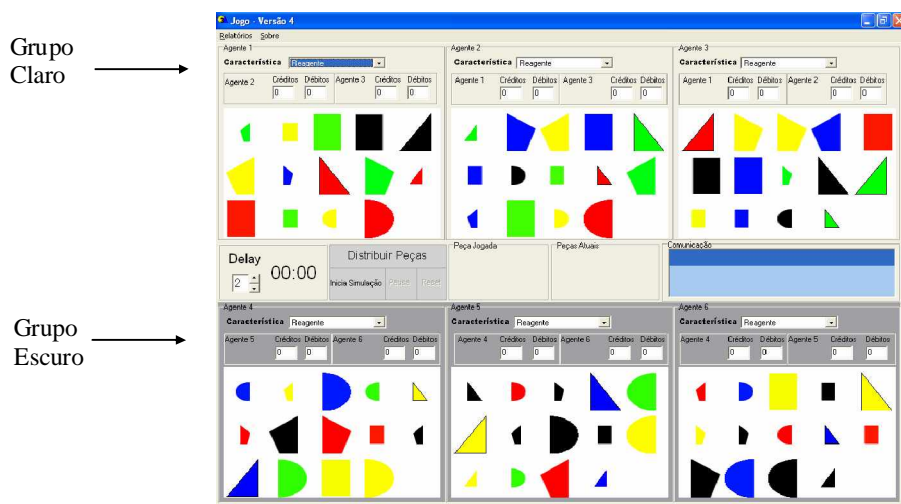 Grupo
Claro
Jogo - Versão 4
Relatórios Sobre
Agente 1
Característica Reagente
Agente 2 Créditos Débitos Agente 3 Créditos Débitos
0 0 0 0
Agente 2
Característica Reagente
Agente 1 Créditos Débitos Agente 3 Créditos Débitos
0 0 0 0
Agente 3
Característica Reagente
Agente 1 Créditos Débitos Agente 2 Créditos Débitos
0 0 0 0
Delay
2
00:00
Distribuir Peças
Inicia Simulação Pausa Reset
Peça Jogada
Peças Atuais
Comunicação
Grupo
Escuro
Agente 4
Característica Reagente
Agente 5 Créditos Débitos Agente 6 Créditos Débitos
0 0 0 0
Agente 5
Característica Reagente
Agente 4 Créditos Débitos Agente 6 Créditos Débitos
0 0 0 0
Agente 6
Característica Reagente
Agente 4 Créditos Débitos Agente 5 Créditos Débitos
0 0 0 0